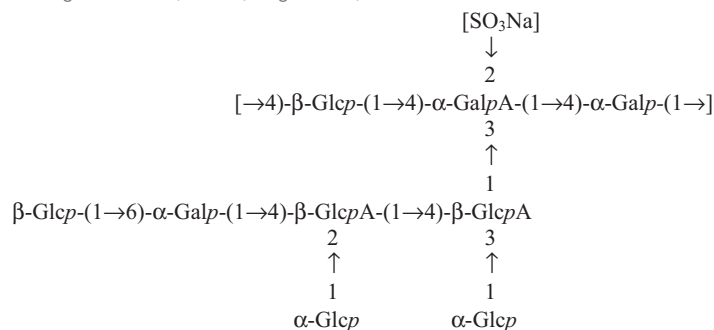 [SO₃Na]
↓
2
[→4)-β-Glcp-(1→4)-α-GalpA-(1→4)-α-Galp-(1→]
3
↑
1
β-Glcp-(1→6)-α-Galp-(1→4)-β-GlcpA-(1→4)-β-GlcpA
2 3
↑ ↑
1 1
α-Glcp α-Glcp